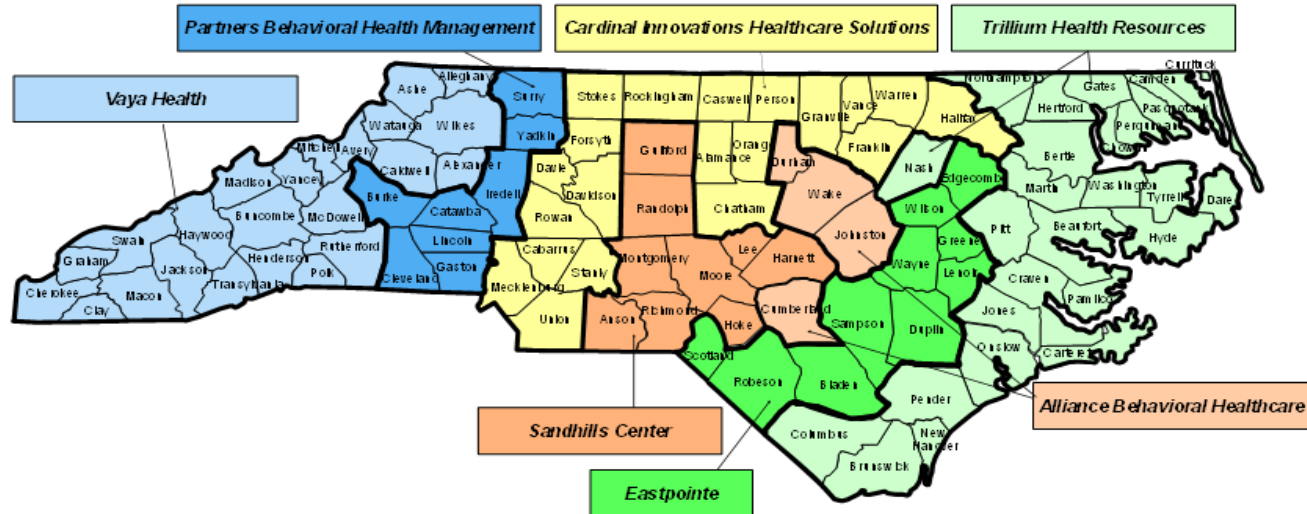 Partners Behavioral Health Management
Cardinal Innovations Healthcare Solutions
Trillium Health Resources
Vaya Health
Sandhills Center
Eastpointe
Alliance Behavioral Healthcare
Ashe
Alleghany
Surry
Stokes
Rockingham
Caswell
Person
Granville
Vance
Warren
Halifax
Northampton
Gates
Camden
Currituck
Hertford
Pasquotank
Perquimans
Chowan
Watauga
Wilkes
Yadkin
Forsyth
Guilford
Alamance
Orang
Durham
Franklin
Nash
Bertie
Mitchell
Avery
Caldwell
Alexander
Iredell
Davie
Davidson
Randolph
Chatham
Wake
Edgecombe
Martin
Washington
Tyrrell
Dare
Madison
Yancey
Burke
Catawba
Rowan
Wilson
Pitt
Beaufort
Hyde
Buncombe
McDowell
Lincoln
Cabarrus
Lee
Johnston
Greene
Swain
Haywood
Rutherford
Cleveland
Gaston
Stanly
Montgomery
Moore
Harnett
Wayne
Lenoir
Craven
Pamlico
Graham
Jackson
Henderson
Polk
Mecklenburg
Cherokee
Macon
Transylvania
Clay
Union
Anson
Richmond
Hoke
Cumberland
Sampson
Duplin
Jones
Onslow
Carteret
Scotland
Robeson
Bladen
Pender
Columbus
New
Hanover
Brunswick